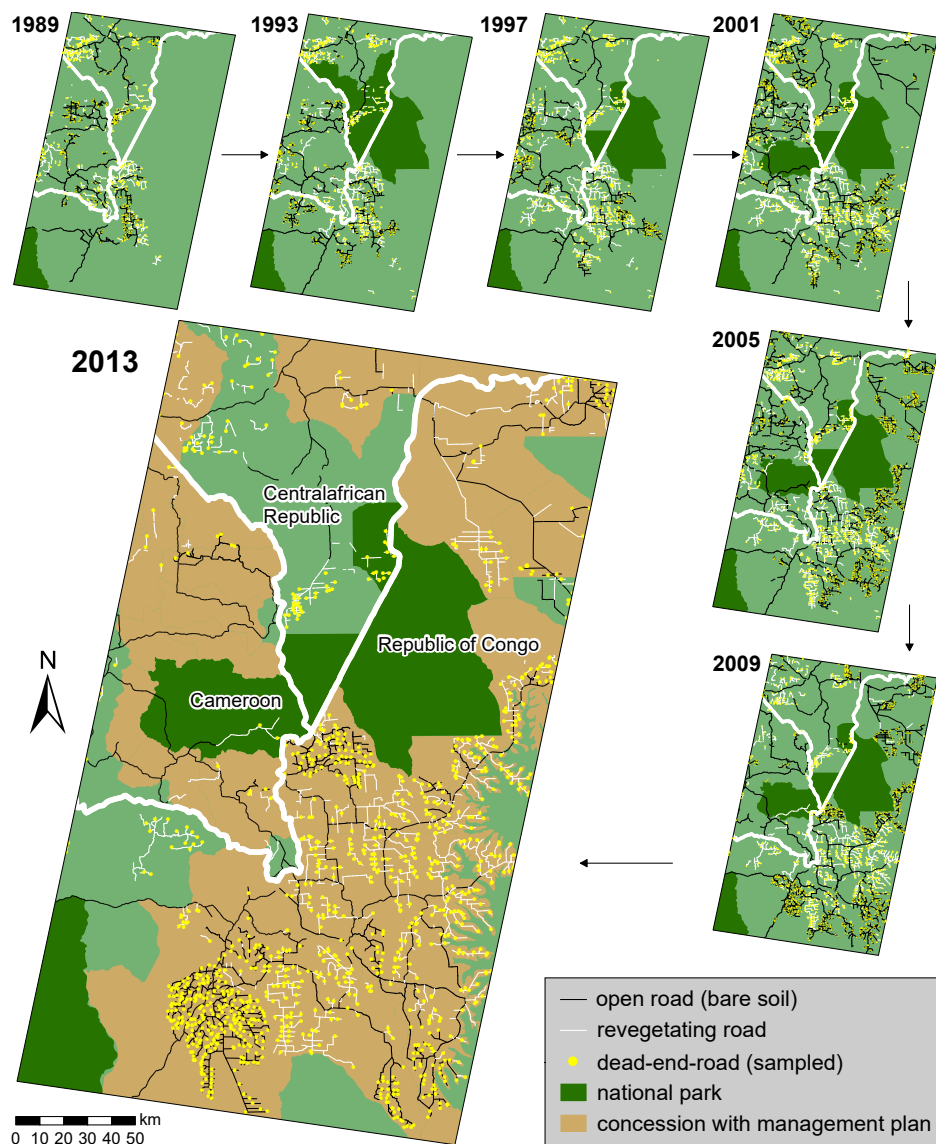 1989
1993
1997
2001
2005
2013
Centralafrican
Republic
Republic of Congo
N
Cameroon
2009
open road (bare soil)
revegetating road
dead-end-road (sampled)
national park
concession with management plan
km
0 10 20 30 40 50